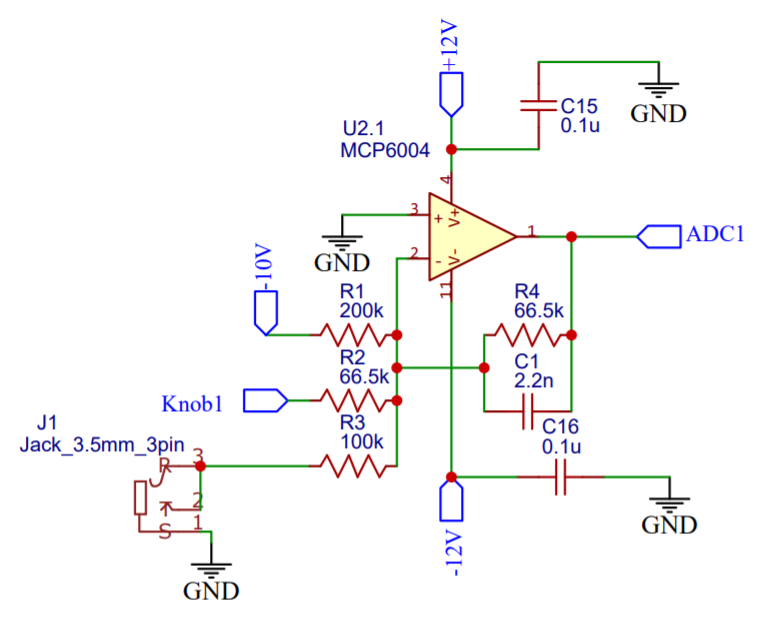 +12V
C15
0.1u
GND
U2.1
MCP6004
4
3
+
V+
1
ADC1
GND
2
-
V-
11
-10V
R1
200k
R4
66.5k
R2
66.5k
C1
2.2n
Knob1
R3
100k
C16
0.1u
J1
Jack_3.5mm_3pin
R
3
2
1
S
-12V
GND
GND